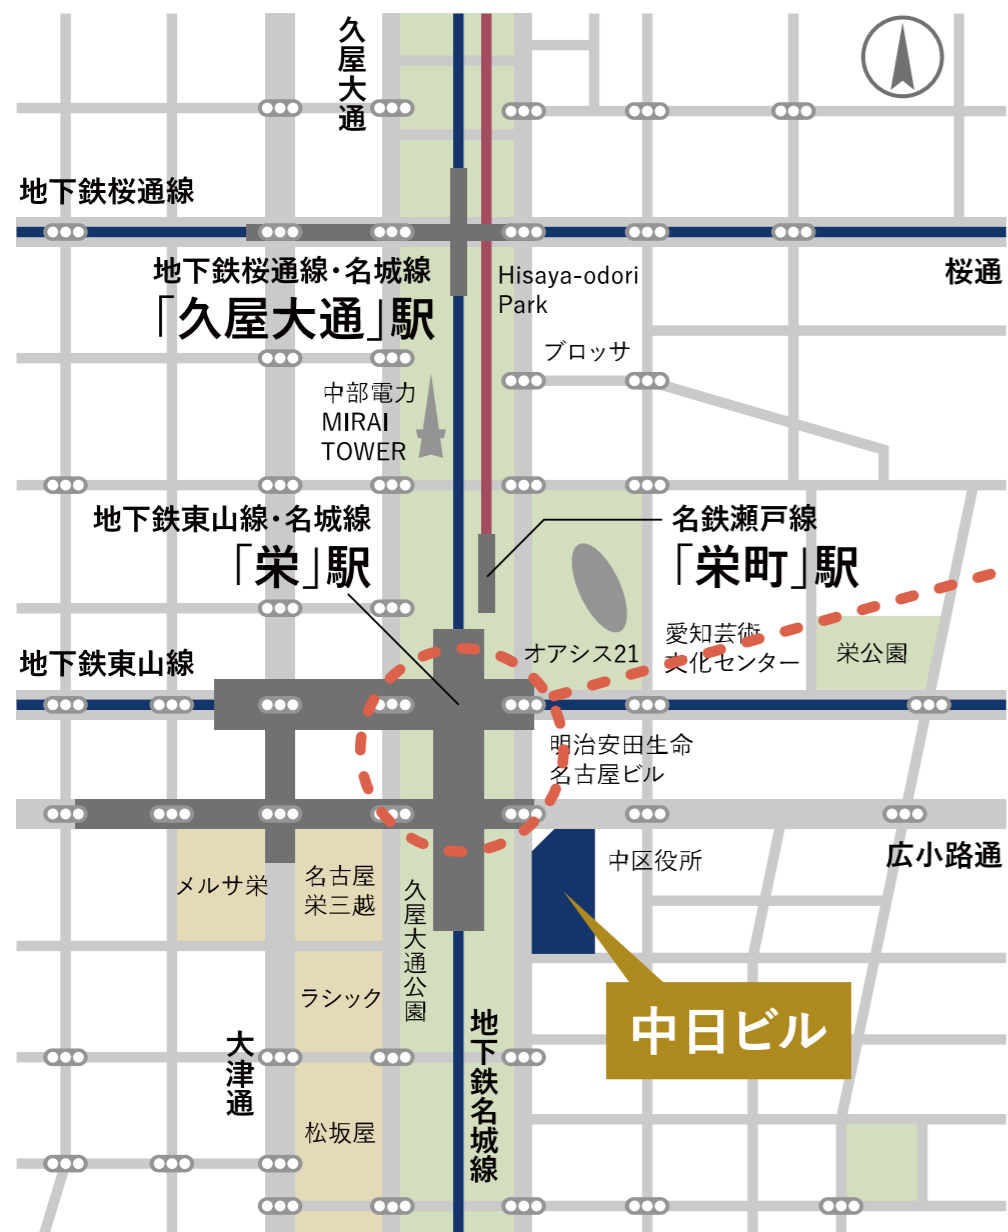 久屋大通
地下鉄桜通線
地下鉄桜通線・名城線
「久屋大通」駅
Hisaya-odori
Park
桜通
ブロッサ
中部電力
MIRAI
TOWER
地下鉄東山線・名城線
「栄」駅
名鉄瀬戸線
「栄町」駅
オアシス21
愛知芸術
文化センター
栄公園
地下鉄東山線
明治安田生命
名古屋ビル
広小路通
中区役所
メルサ栄
名古屋
栄三越
久屋大通公園
ラシック
中日ビル
大津通
地下鉄名城線
松坂屋